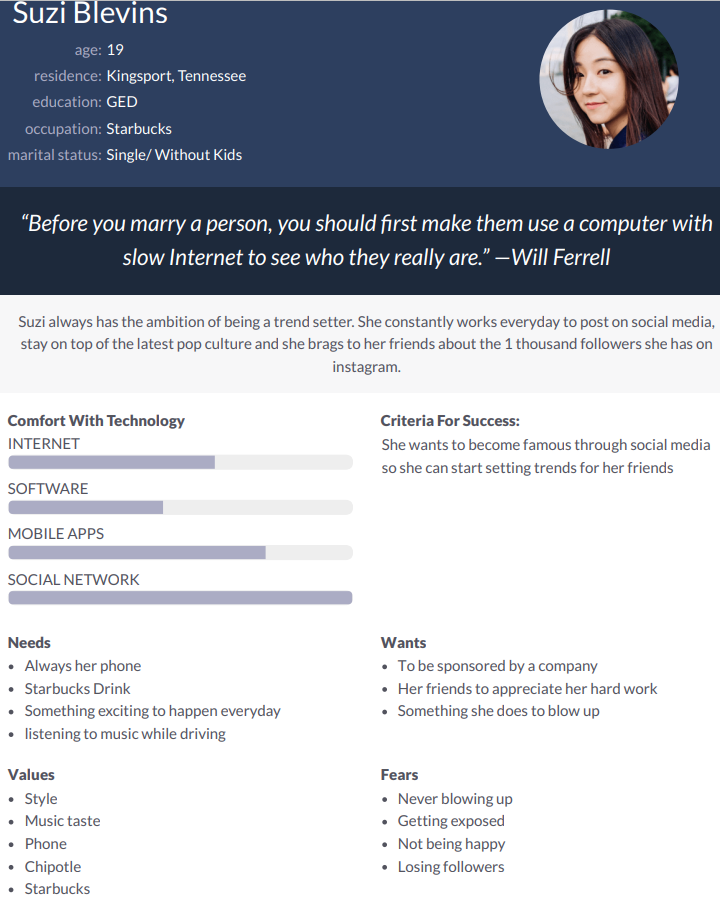 Suzi Blevins
age: 19
residence: Kingsport, Tennessee
education: GED
occupation: Starbucks
marital status: Single/ Without Kids
“Before you marry a person, you should first make them use a computer with
slow Internet to see who they really are.” —Will Ferrell
Suzi always has the ambition of being a trend setter. She constantly works everyday to post on social media,
stay on top of the latest pop culture and she brags to her friends about the 1 thousand followers she has on
instagram.
Comfort With Technology
INTERNET
SOFTWARE
MOBILE APPS
SOCIAL NETWORK
Criteria For Success:
She wants to become famous through social media
so she can start setting trends for her friends
Needs
• Always her phone
• Starbucks Drink
• Something exciting to happen everyday
• listening to music while driving
Wants
• To be sponsored by a company
• Her friends to appreciate her hard work
• Something she does to blow up
Values
• Style
• Music taste
• Phone
• Chipotle
• Starbucks
Fears
• Never blowing up
• Getting exposed
• Not being happy
• Losing followers